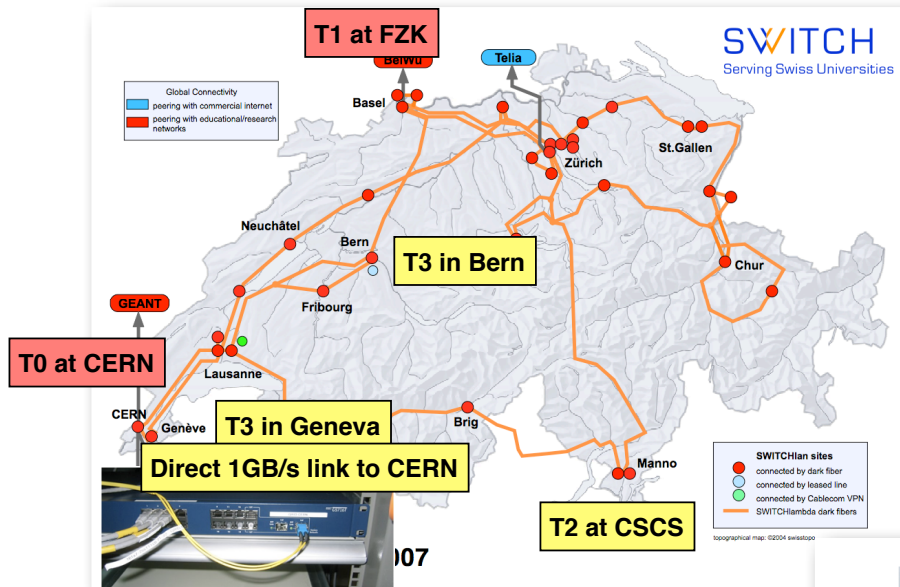 T1 at FZK
BelWü
Telia
SWITCH
Serving Swiss Universities
Global Connectivity
peering with commercial internet
peering with educational/research
networks
Basel
Zürich
St.Gallen
Neuchâtel
Bern
T3 in Bern
Chur
Fribourg
GEANT
T0 at CERN
Lausanne
CERN
Genève
T3 in Geneva
Brig
Direct 1GB/s link to CERN
Manno
T2 at CSCS
SWITCHlan sites
connected by dark fiber
connected by leased line
connected by Cablecom VPN
SWITCHlambda dark fibers
topographical map: ©2004 swisstopo
007